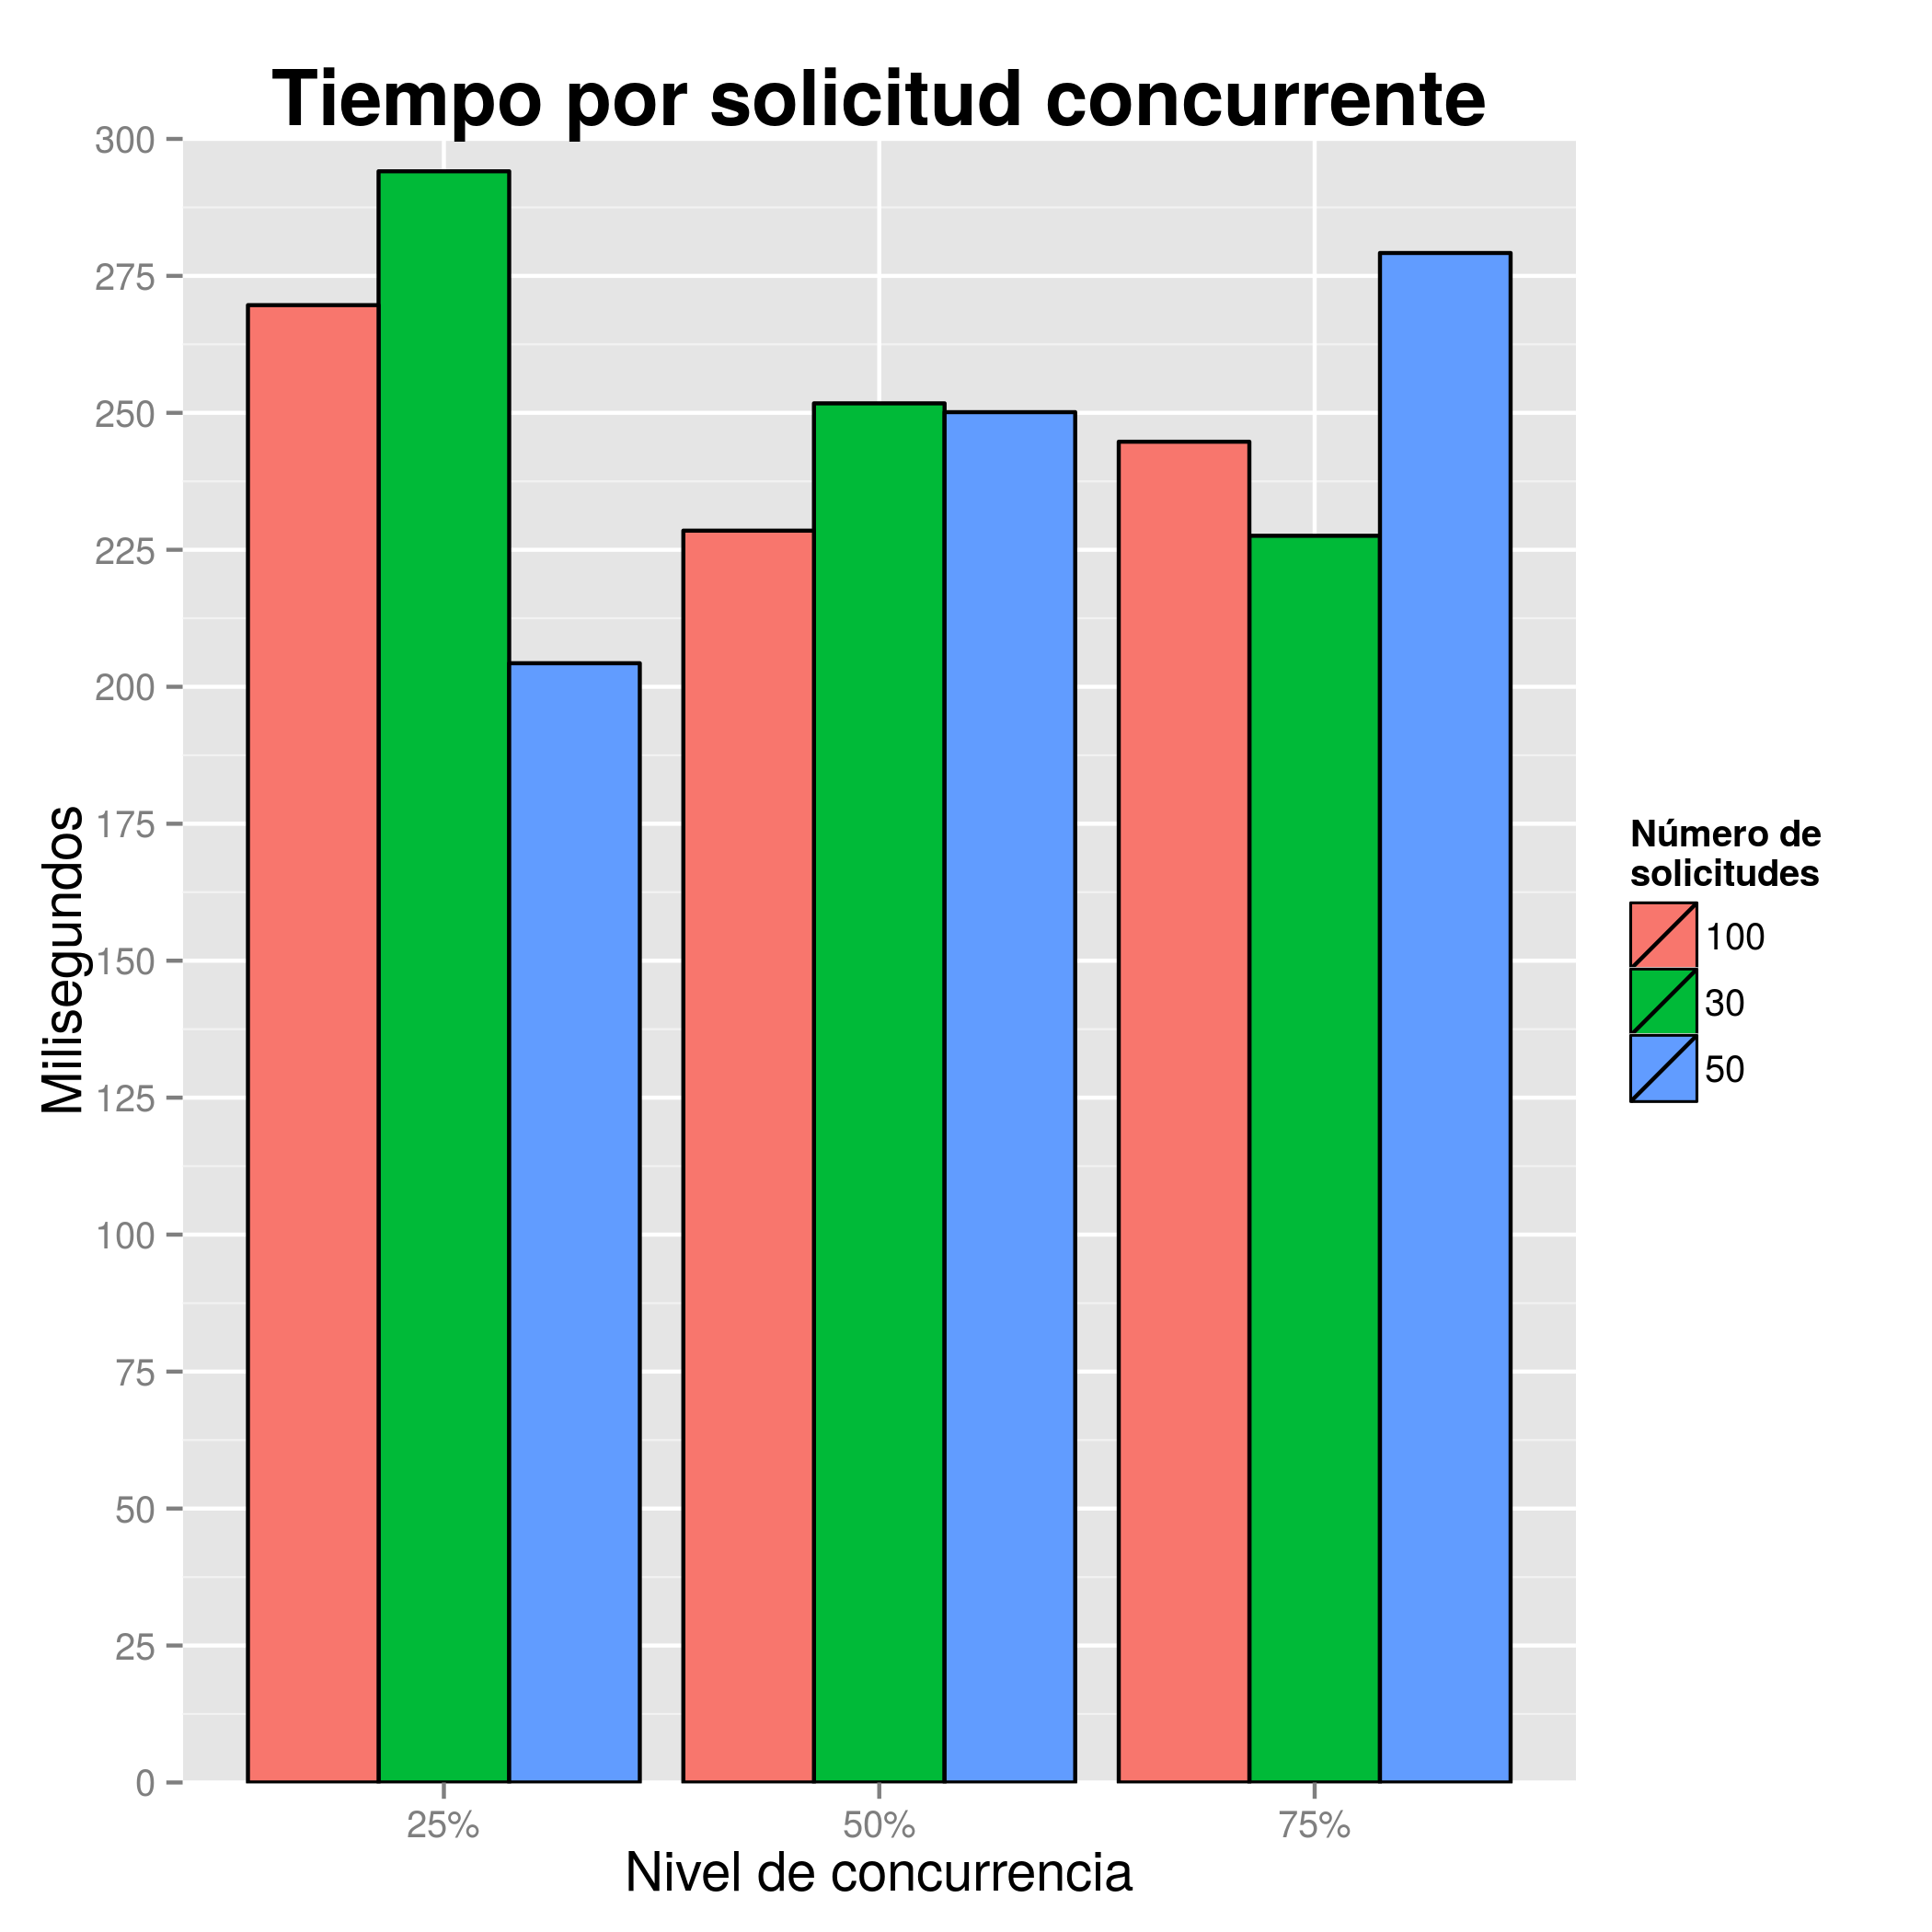 Tiempo por solicitud concurrente
300
275
250
225
200
175
150
125
100
75
50
25
0
Milisegundos
25% 50% 75%
Nivel de concurrencia
Número de
solicitudes
100
30
50